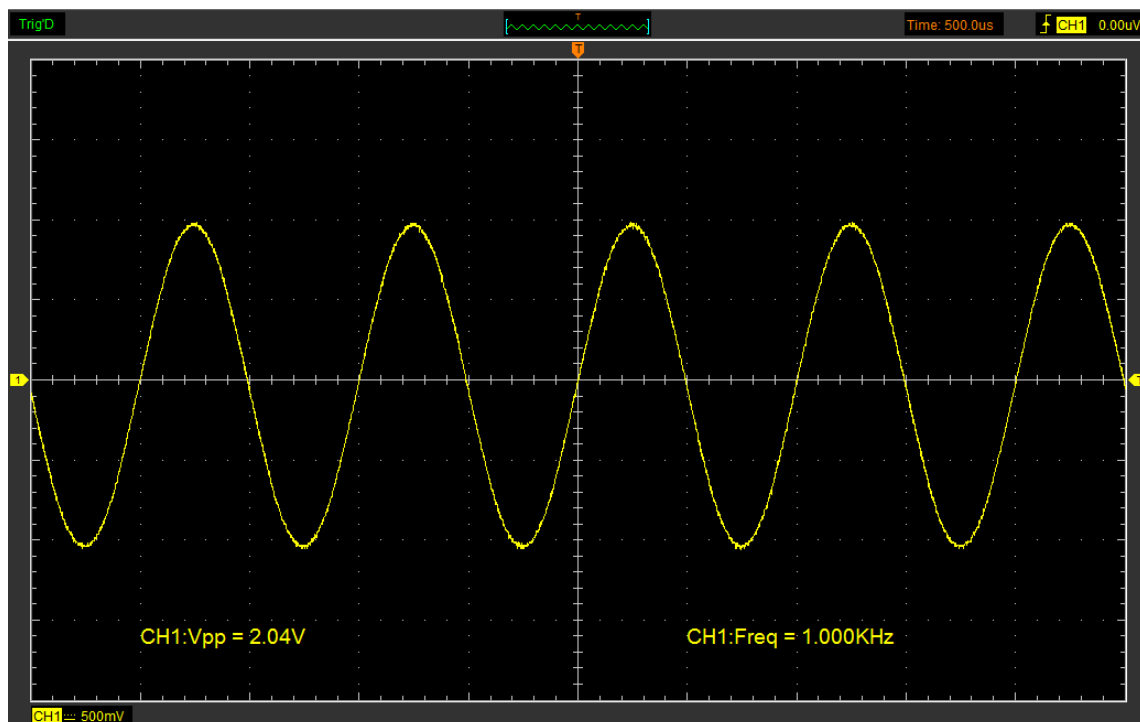 Trig'D
T
Time: 500.0us
CH1 0.00uV
T
1
T
CH1:Vpp = 2.04V
CH1:Freq = 1.000KHz
CH1 500mV